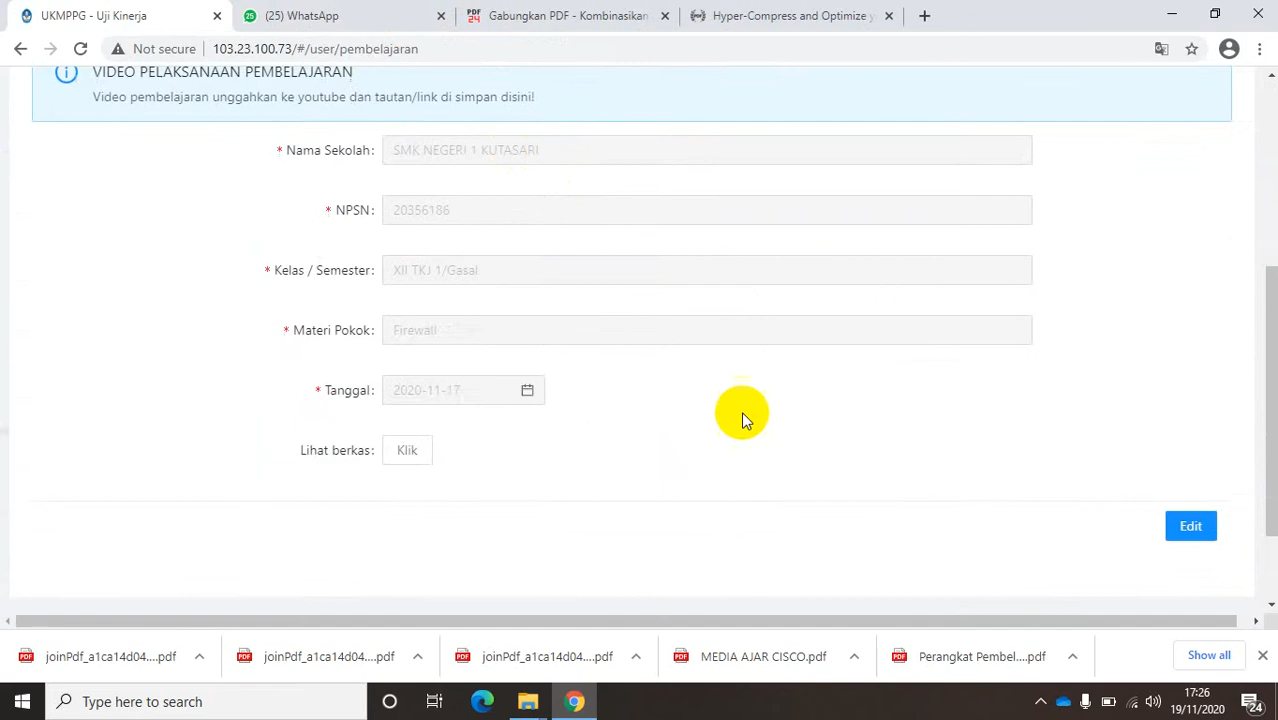 UKMPPG - Uji Kinerja
(25) WhatsApp
Gabungkan PDF - Kombinasikan
Hyper-Compress and Optimize y
Not secure
103.23.100.73/#/user/pembelajaran
VIDEO PELAKSANAAN PEMBELAJARAN
Video pembelajaran unggahkan ke youtube dan tautan/link di simpan disini!
* Nama Sekolah: SMK NEGERI 1 KUTASARI
* NPSN: 20356186
* Kelas / Semester: XII TKJ 1/Gasal
* Materi Pokok: Firewall
* Tanggal: 2020-11-17
Lihat berkas: Klik
Edit
joinPdf_a1ca14d04....pdf
joinPdf_a1ca14d04....pdf
joinPdf_a1ca14d04....pdf
MEDIA AJAR CISCO.pdf
Perangkat Pembel....pdf
Show all
Type here to search
17:26
19/11/2020
24